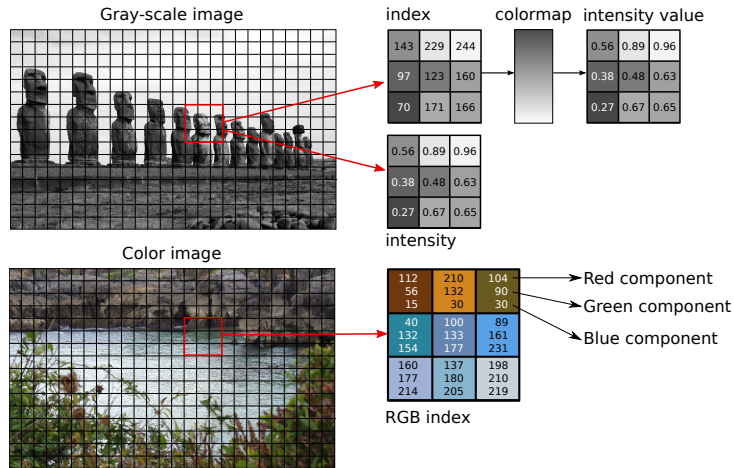 Gray-scale image
index
colormap
intensity value
143 229 244
97 123 160
70 171 166
0.56 0.89 0.96
0.38 0.48 0.63
0.27 0.67 0.65
0.56 0.89 0.96
0.38 0.48 0.63
0.27 0.67 0.65
intensity
Color image
112 210 104
56 132 90
15 30 30
40 100 89
132 133 161
154 177 231
160 137 198
177 180 210
214 205 219
Red component
Green component
Blue component
RGB index